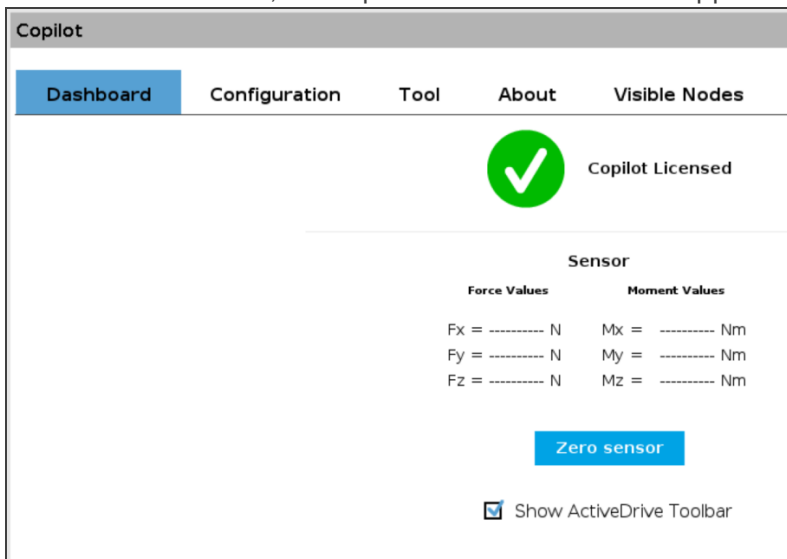 Copilot
Dashboard Configuration Tool About Visible Nodes
Copilot Licensed
Sensor
Force Values Moment Values
Fx = ---------- N Mx = ---------- Nm
Fy = ---------- N My = ---------- Nm
Fz = ---------- N Mz = ---------- Nm
Zero sensor
Show ActiveDrive Toolbar